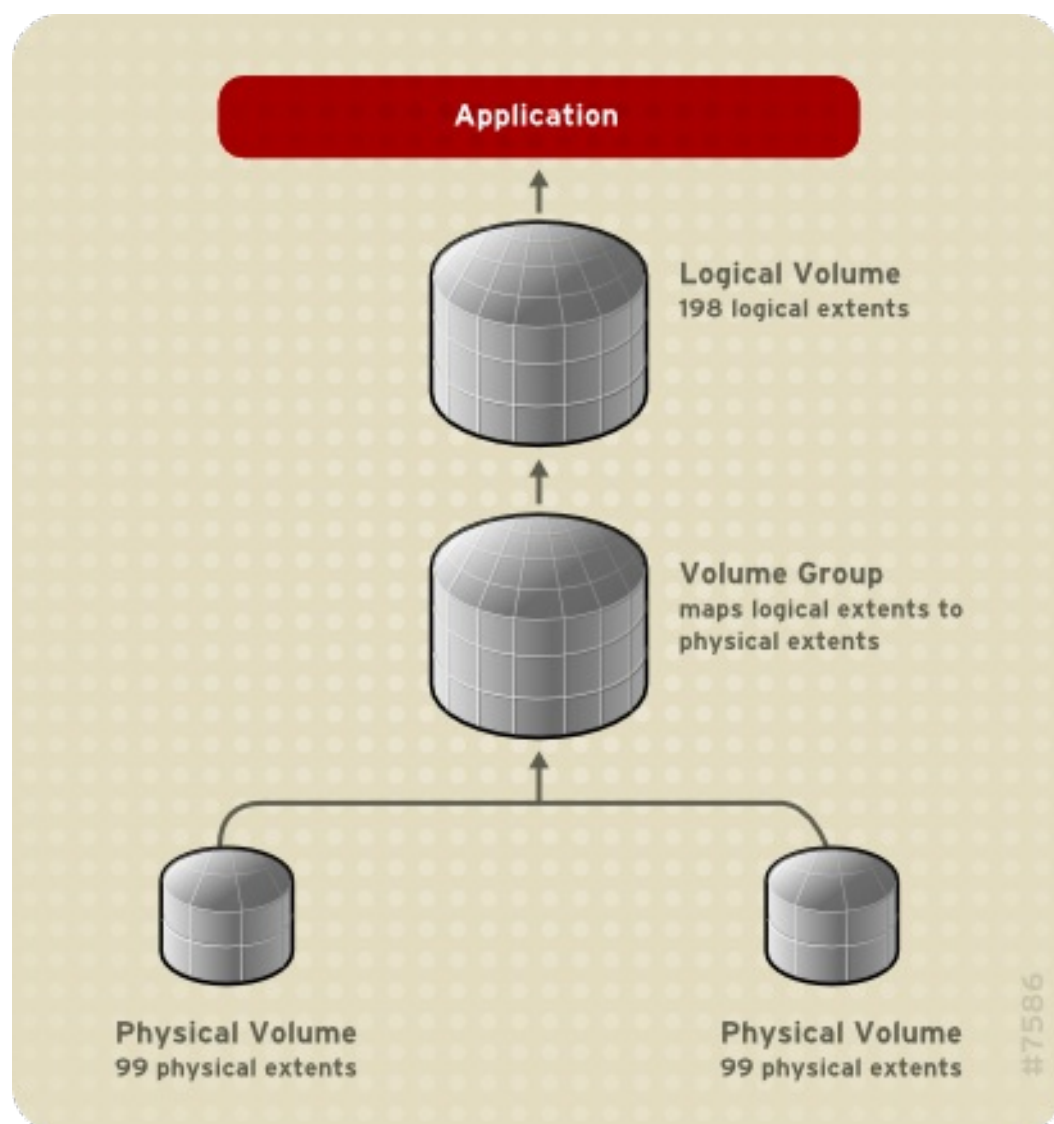 Application
Logical Volume
198 logical extents
Volume Group
maps logical extents to
physical extents
Physical Volume
99 physical extents
Physical Volume
99 physical extents
#7586